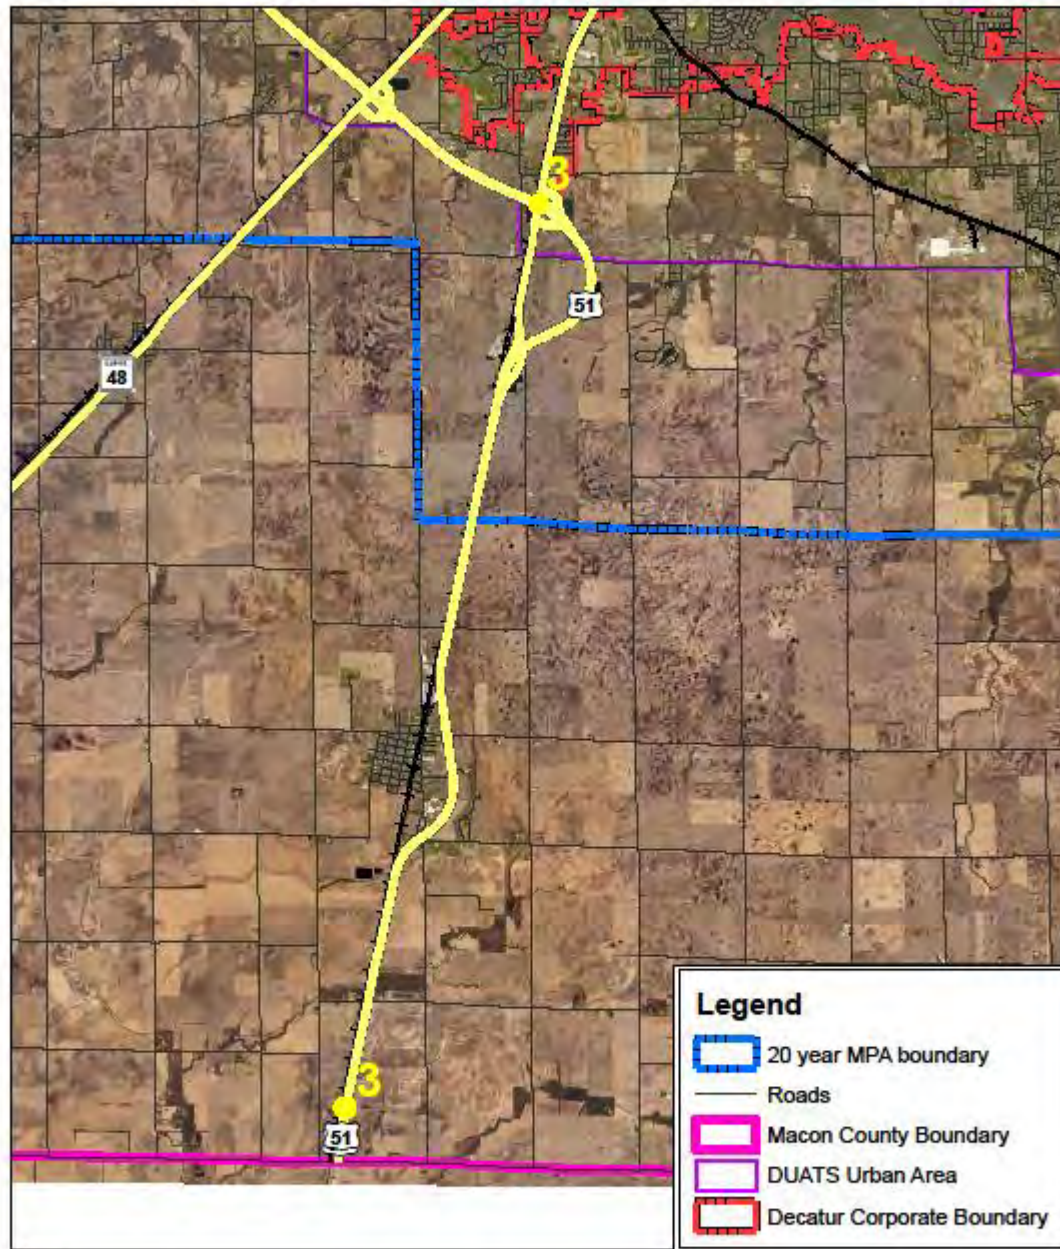 3
51
48
3
51
Legend
20 year MPA boundary
Roads
Macon County Boundary
DUATS Urban Area
Decatur Corporate Boundary